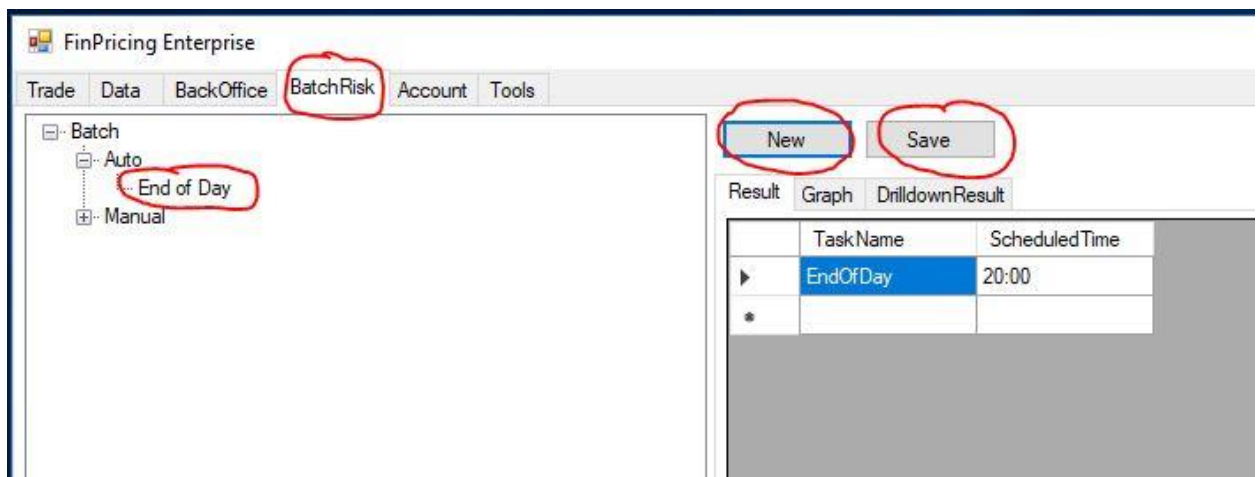 FinPricing Enterprise
Trade Data BackOffice BatchRisk Account Tools
Batch
Auto
End of Day
Manual
New Save
Result Graph DrilldownResult
TaskName ScheduledTime
EndOfDay 20:00